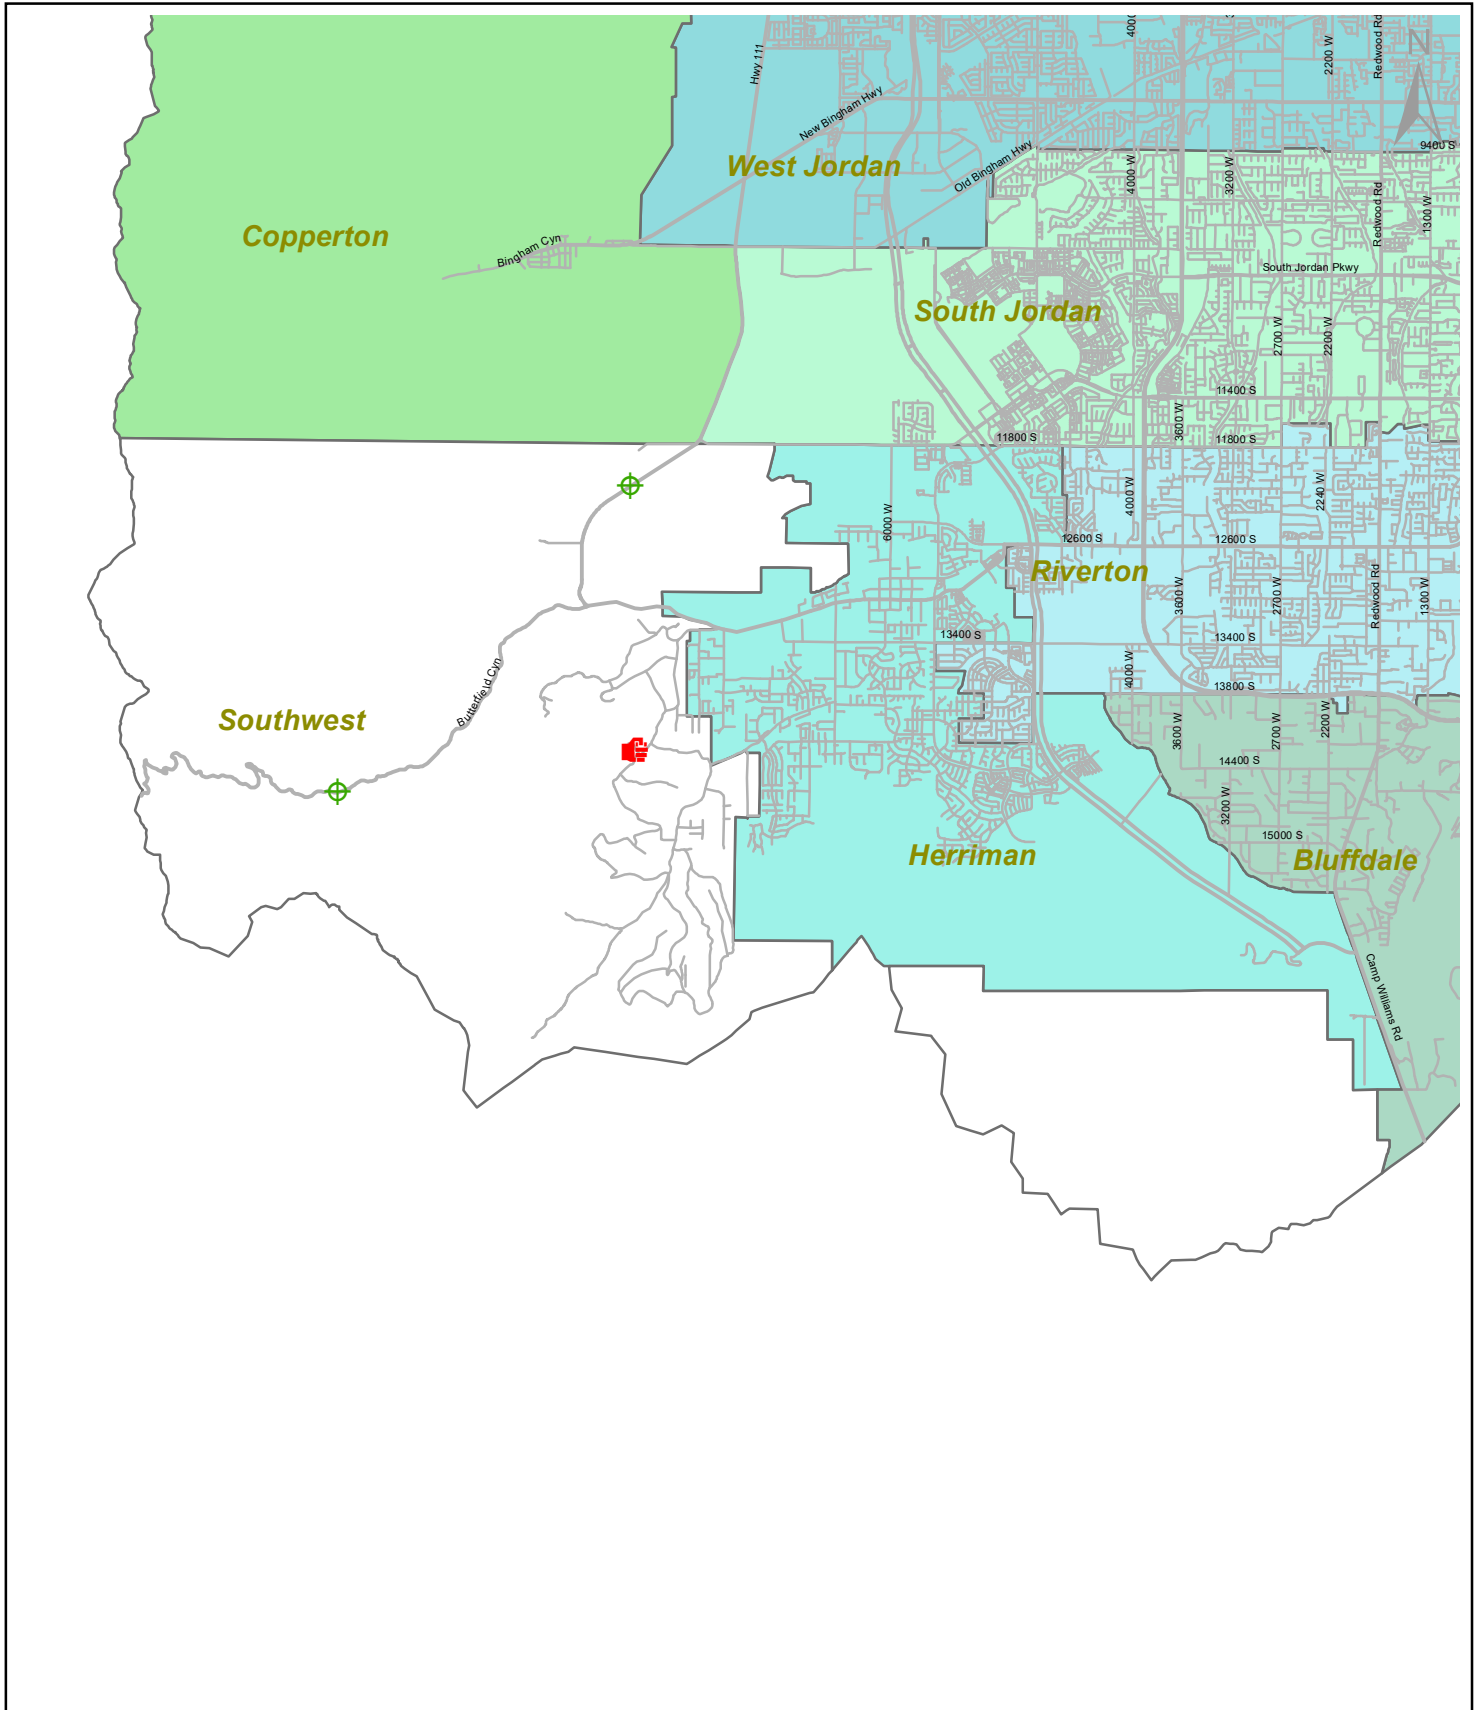 4000
3
2200 W
Redwood Rd
N
Hwy 111
New Bingham Hwy
940U S
Old Bingham Hwy
West Jordan
4000 W
3200 W
Redwood Rd
1300 W
Copperton
Bingham Cyn
South Jordan Pkwy
South Jordan
2700 W
2200 W
11400 S
3600 W
11800 S
11800 S
4000 W
2240 W
6000 W
12600 S
12600 S
Riverton
3600 W
2700 W
Redwood Rd
1300 W
13400 S
13400 S
4000 W
13800 S
Butterfield Cyn
Southwest
3600 W
2700 W
2200 W
14400 S
3200 W
15000 S
Herriman
Bluffdale
Camp Williams Rd